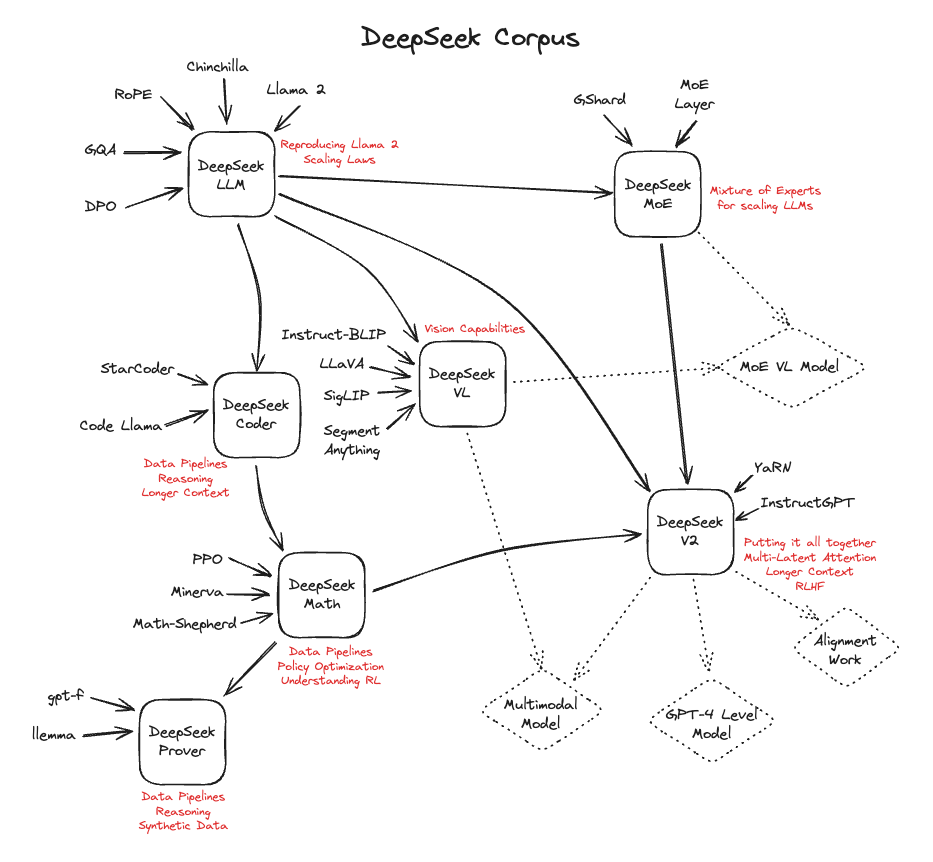 DeepSeek Corpus
Chinchilla
RoPE
Llama 2
GQA
DPO
DeepSeek
LLM
Reproducing Llama 2
Scaling Laws
GShard
MoE
Layer
DeepSeek
MoE
Mixture of Experts
for scaling LLMs
Instruct-BLIP
LLaVA
SigLIP
Segment
Anything
Vision Capabilities
DeepSeek
VL
MoE VL Model
StarCoder
Code Llama
DeepSeek
Coder
Data Pipelines
Reasoning
Longer Context
YaRN
InstructGPT
DeepSeek
V2
Putting it all together
Multi-Latent Attention
Longer Context
RLHF
PPO
Minerva
Math-Shepherd
DeepSeek
Math
Data Pipelines
Policy Optimization
Understanding RL
Alignment
Work
Multimodal
Model
GPT-4 Level
Model
gpt-f
llemma
DeepSeek
Prover
Data Pipelines
Reasoning
Synthetic Data